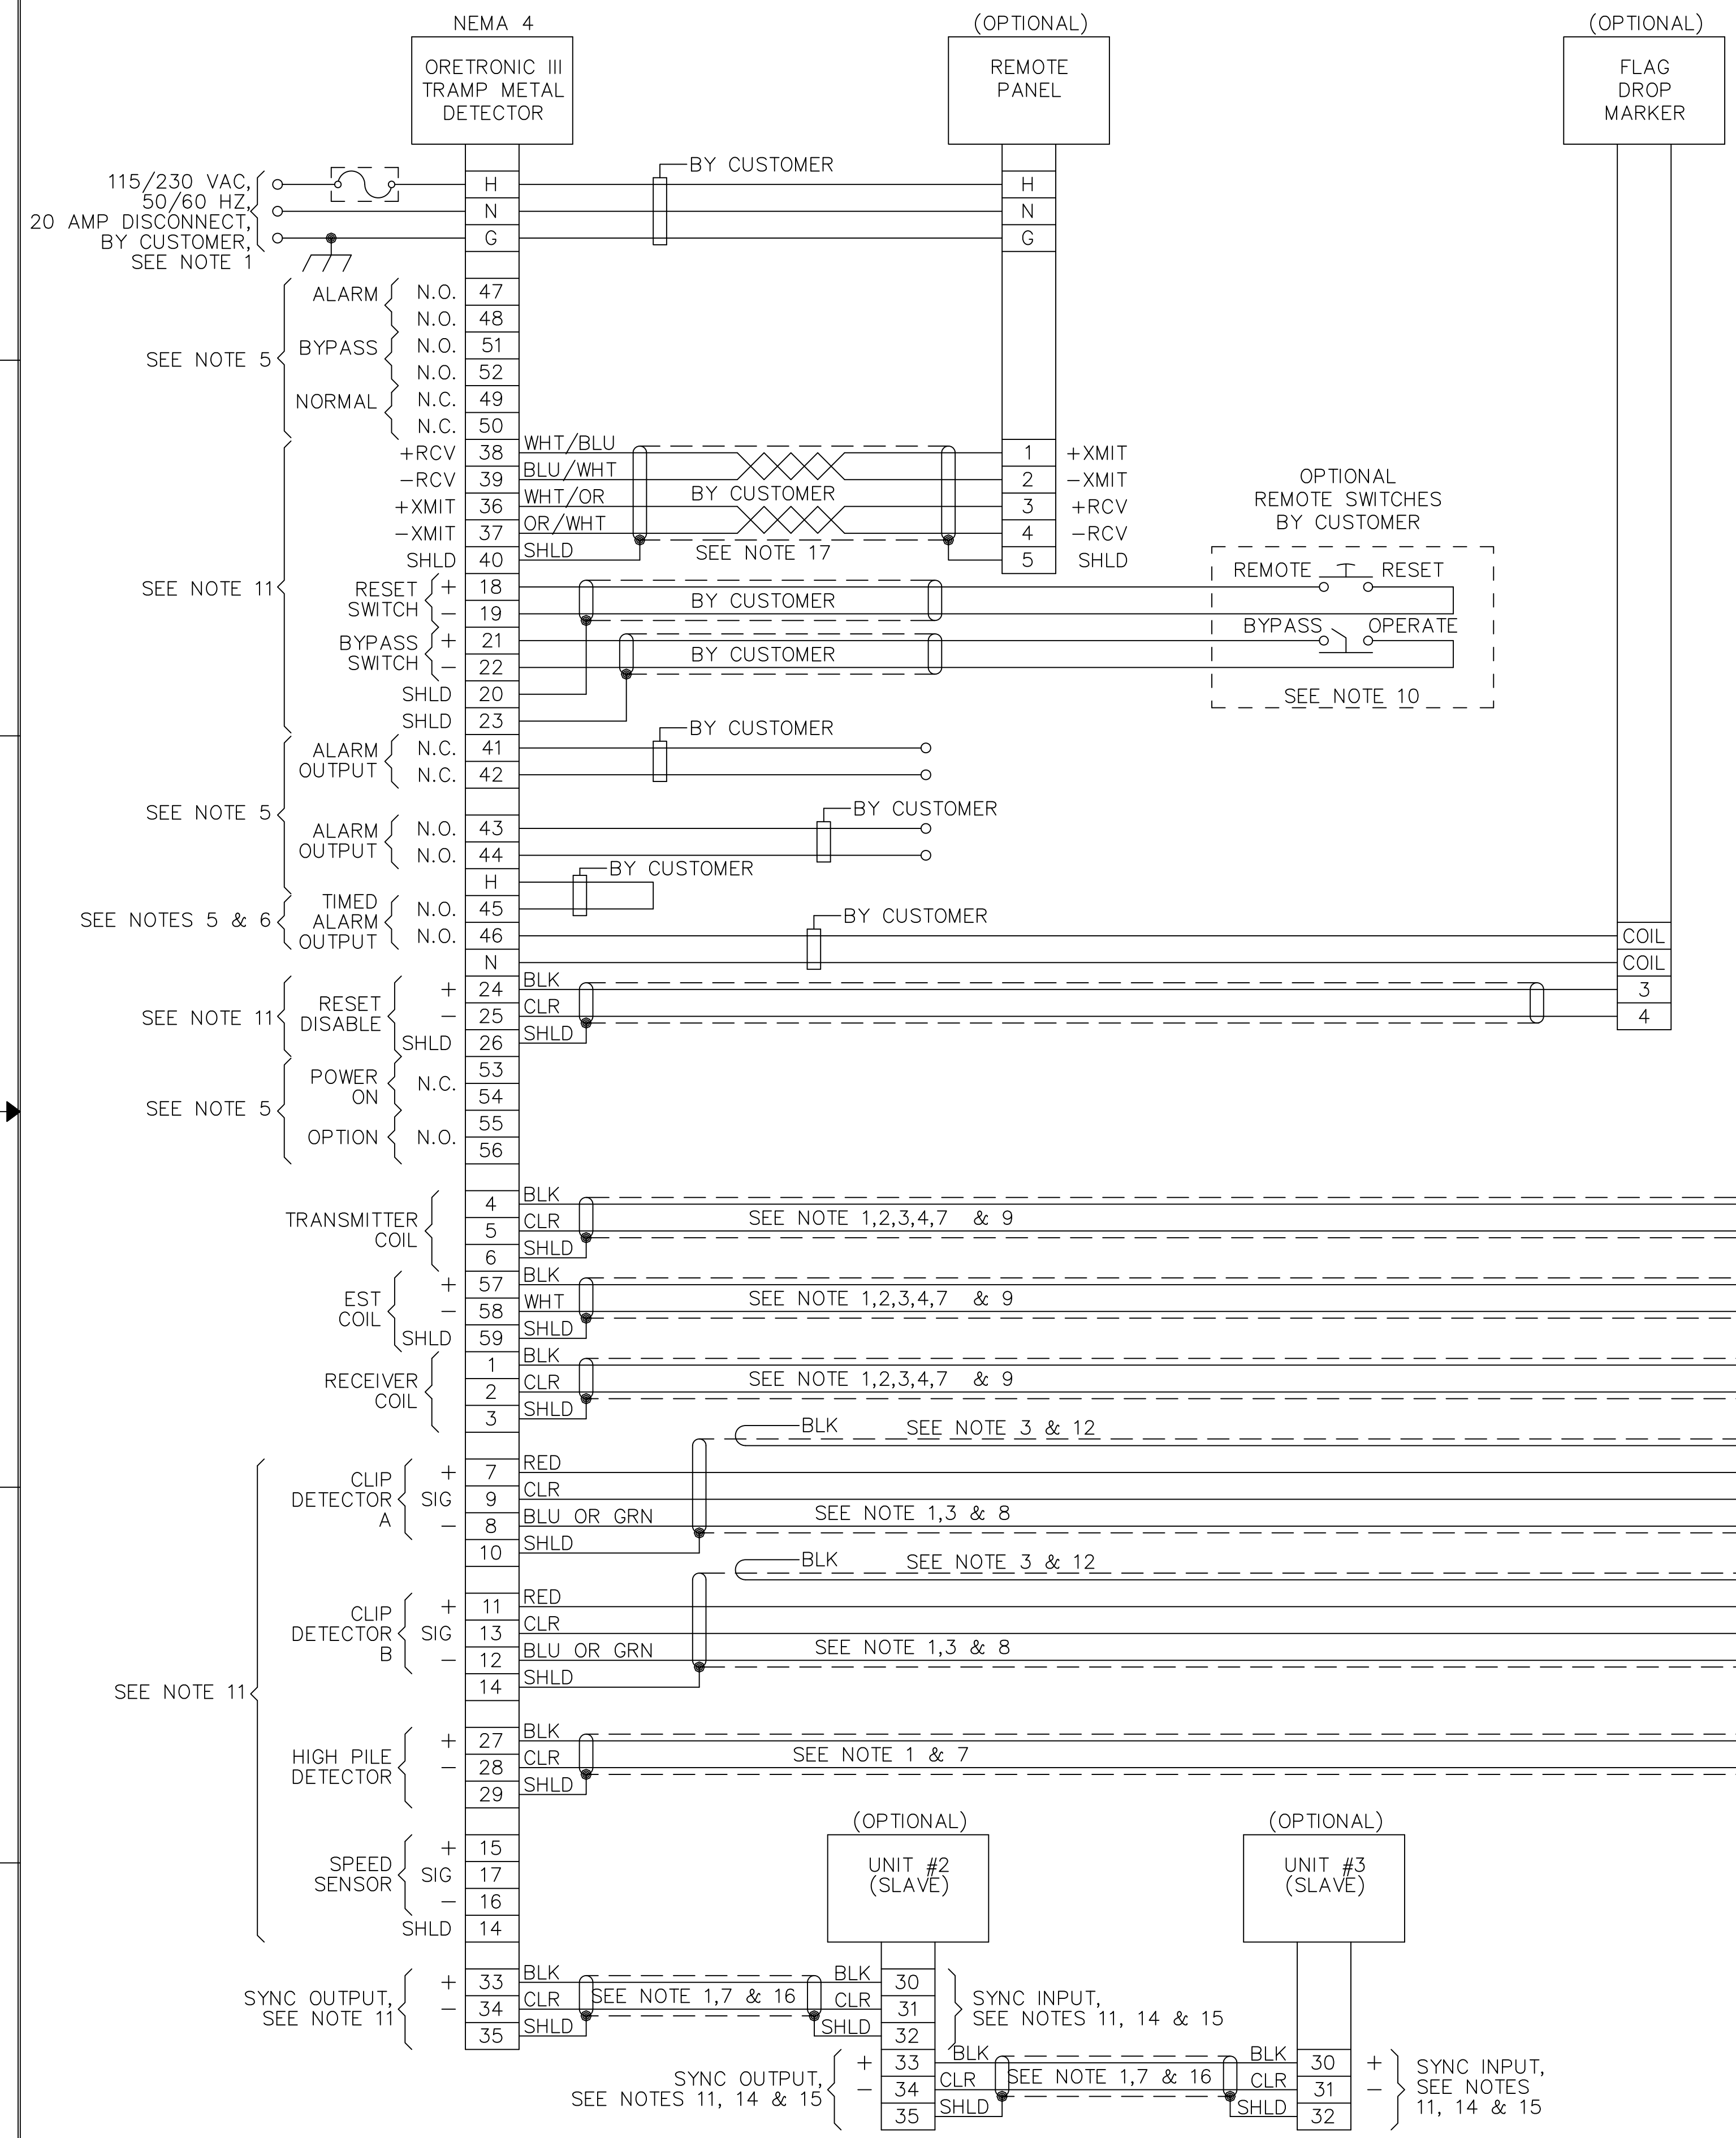 NEMA 4
(OPTIONAL)
(OPTIONAL)
ORETRONIC III
TRAMP METAL
DETECTOR
REMOTE
PANEL
FLAG
DROP
MARKER
115/230 VAC,
50/60 HZ,
20 AMP DISCONNECT,
BY CUSTOMER,
SEE NOTE 1
BY CUSTOMER
H
H
N
N
G
G
SEE NOTE 5
ALARM
N.O. 47
N.O. 48
BYPASS
N.O. 51
N.O. 52
NORMAL
N.C. 49
N.C. 50
SEE NOTE 11
+RCV 38 WHT/BLU
1 +XMIT
-RCV 39 BLU/WHT
2 -XMIT
BY CUSTOMER
+XMIT 36 WHT/OR
3 +RCV
-XMIT 37 OR/WHT
4 -RCV
SHLD 40 SHLD
SEE NOTE 17
5 SHLD
OPTIONAL
REMOTE SWITCHES
BY CUSTOMER
REMOTE RESET
BYPASS OPERATE
SEE NOTE 10
RESET
SWITCH
+ 18
- 19
BY CUSTOMER
BYPASS
SWITCH
+ 21
- 22
BY CUSTOMER
SHLD 20
SHLD 23
SEE NOTE 5
ALARM
OUTPUT
N.C. 41
N.C. 42
BY CUSTOMER
ALARM
OUTPUT
N.O. 43
N.O. 44
BY CUSTOMER
H
BY CUSTOMER
SEE NOTES 5 & 6
TIMED
ALARM
OUTPUT
N.O. 45
N.O. 46
BY CUSTOMER
COIL
N
COIL
SEE NOTE 11
RESET
DISABLE
+ 24 BLK
3
- 25 CLR
4
SHLD 26 SHLD
SEE NOTE 5
POWER
ON
N.C.
53
54
OPTION
N.O.
55
56
TRANSMITTER
COIL
4 BLK
5 CLR
6 SHLD
SEE NOTE 1,2,3,4,7 & 9
EST
COIL
+ 57 BLK
- 58 WHT
SHLD 59 SHLD
SEE NOTE 1,2,3,4,7 & 9
RECEIVER
COIL
1 BLK
2 CLR
3 SHLD
SEE NOTE 1,2,3,4,7 & 9
SEE NOTE 11
BLK SEE NOTE 3 & 12
CLIP
DETECTOR
A
+ 7 RED
SIG 9 CLR
- 8 BLU OR GRN
10 SHLD
SEE NOTE 1,3 & 8
BLK SEE NOTE 3 & 12
CLIP
DETECTOR
B
+ 11 RED
SIG 13 CLR
- 12 BLU OR GRN
14 SHLD
SEE NOTE 1,3 & 8
HIGH PILE
DETECTOR
+ 27 BLK
- 28 CLR
29 SHLD
SEE NOTE 1 & 7
SPEED
SENSOR
+ 15
SIG 17
- 16
SHLD 14
(OPTIONAL)
UNIT #2
(SLAVE)
(OPTIONAL)
UNIT #3
(SLAVE)
SYNC OUTPUT,
SEE NOTE 11
+ 33 BLK
- 34 CLR
35 SHLD
SEE NOTE 1,7 & 16
BLK 30
CLR 31
SHLD 32
SYNC INPUT,
SEE NOTES 11, 14 & 15
SYNC OUTPUT,
SEE NOTES 11, 14 & 15
+ 33 BLK
- 34 CLR
35 SHLD
SEE NOTE 1,7 & 16
BLK 30 +
CLR 31 -
SHLD 32
SYNC INPUT,
SEE NOTES
11, 14 & 15